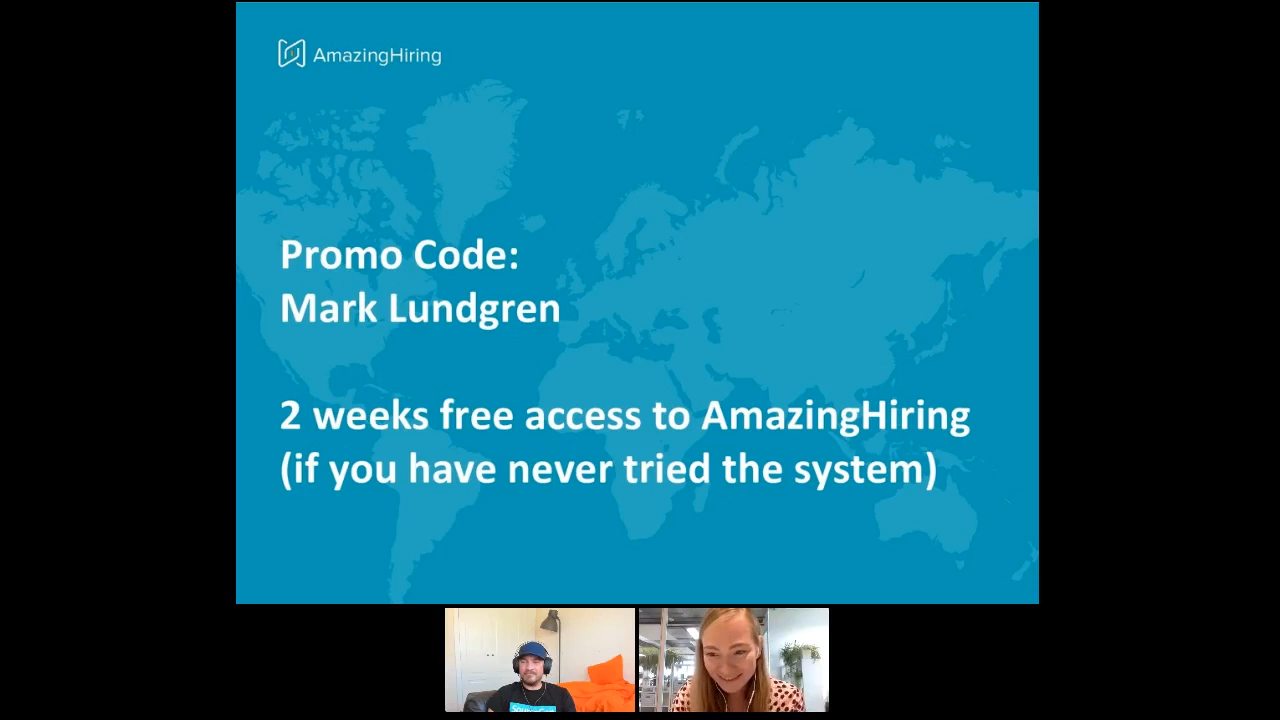 AmazingHiring
Promo Code:
Mark Lundgren
2 weeks free access to AmazingHiring
(if you have never tried the system)